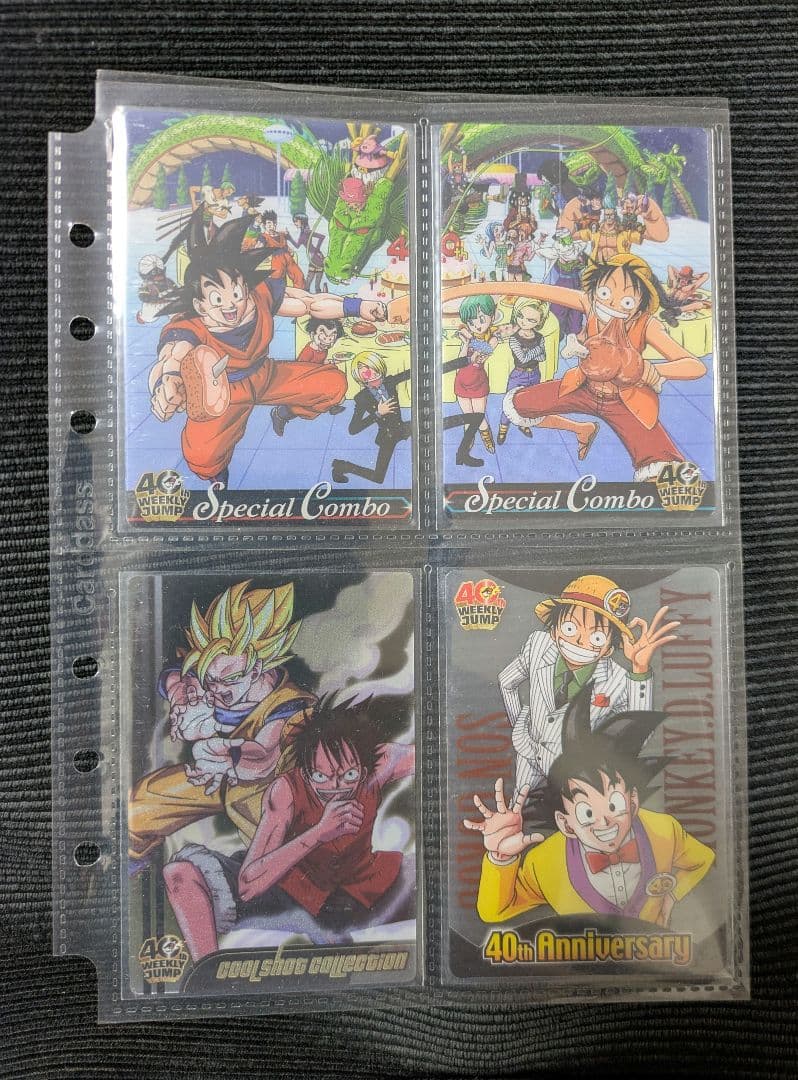 Carddass
40
40th
WEEKLY
JUMP
Special Combo
Special Combo
40th
WEEKLY
JUMP
40th
WEEKLY
JUMP
Cool Shot Collection
40th
WEEKLY
JUMP
SON
MONKEY.D.LUFFY
40th Anniversary